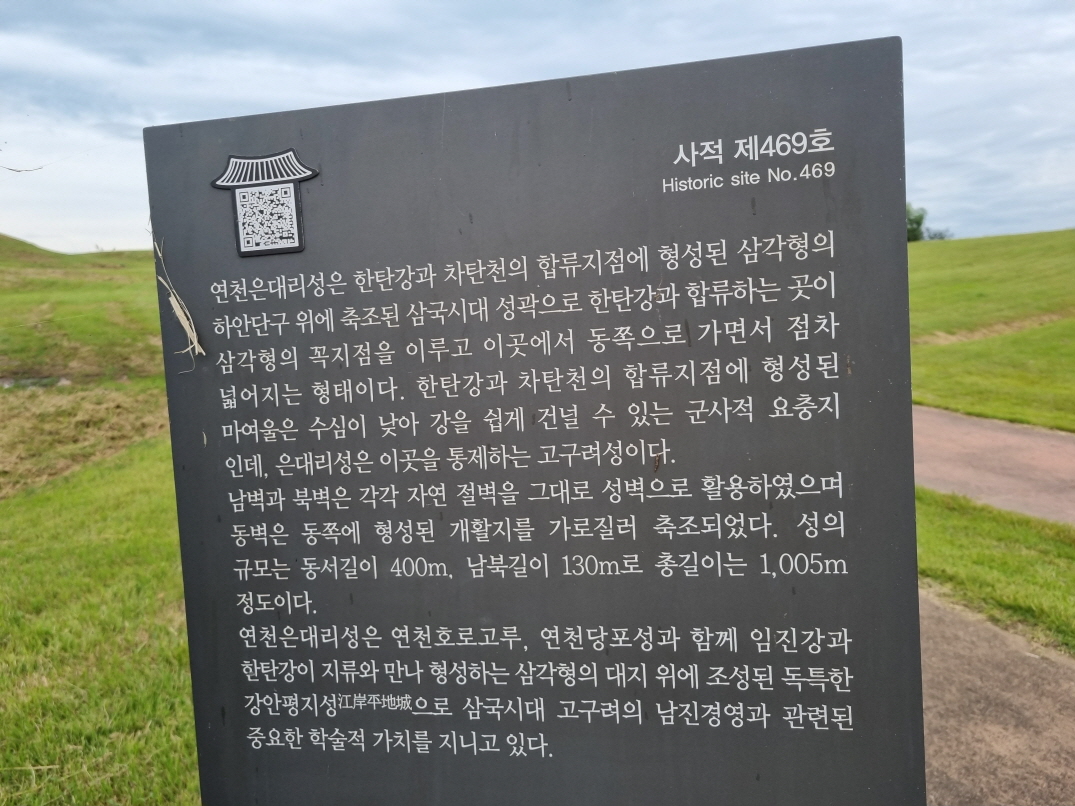 사적 제469호
Historic site No.469
연천은대리성은 한탄강과 차탄천의 합류지점에 형성된 삼각형의
하안단구 위에 축조된 삼국시대 성곽으로 한탄강과 합류하는 곳이
삼각형의 꼭지점을 이루고 이곳에서 동쪽으로 가면서 점차
넓어지는 형태이다. 한탄강과 차탄천의 합류지점에 형성된
마여울은 수심이 낮아 강을 쉽게 건널 수 있는 군사적 요충지
인데, 은대리성은 이곳을 통제하는 고구려성이다.
남벽과 북벽은 각각 자연 절벽을 그대로 성벽으로 활용하였으며
동벽은 동쪽에 형성된 개활지를 가로질러 축조되었다. 성의
규모는 동서길이 400m, 남북길이 130m로 총길이는 1,005m
정도이다.
연천은대리성은 연천호로고루, 연천당포성과 함께 임진강과
한탄강이 지류와 만나 형성하는 삼각형의 대지 위에 조성된 독특한
강안평지성江岸平地城으로 삼국시대 고구려의 남진경영과 관련된
중요한 학술적 가치를 지니고 있다.